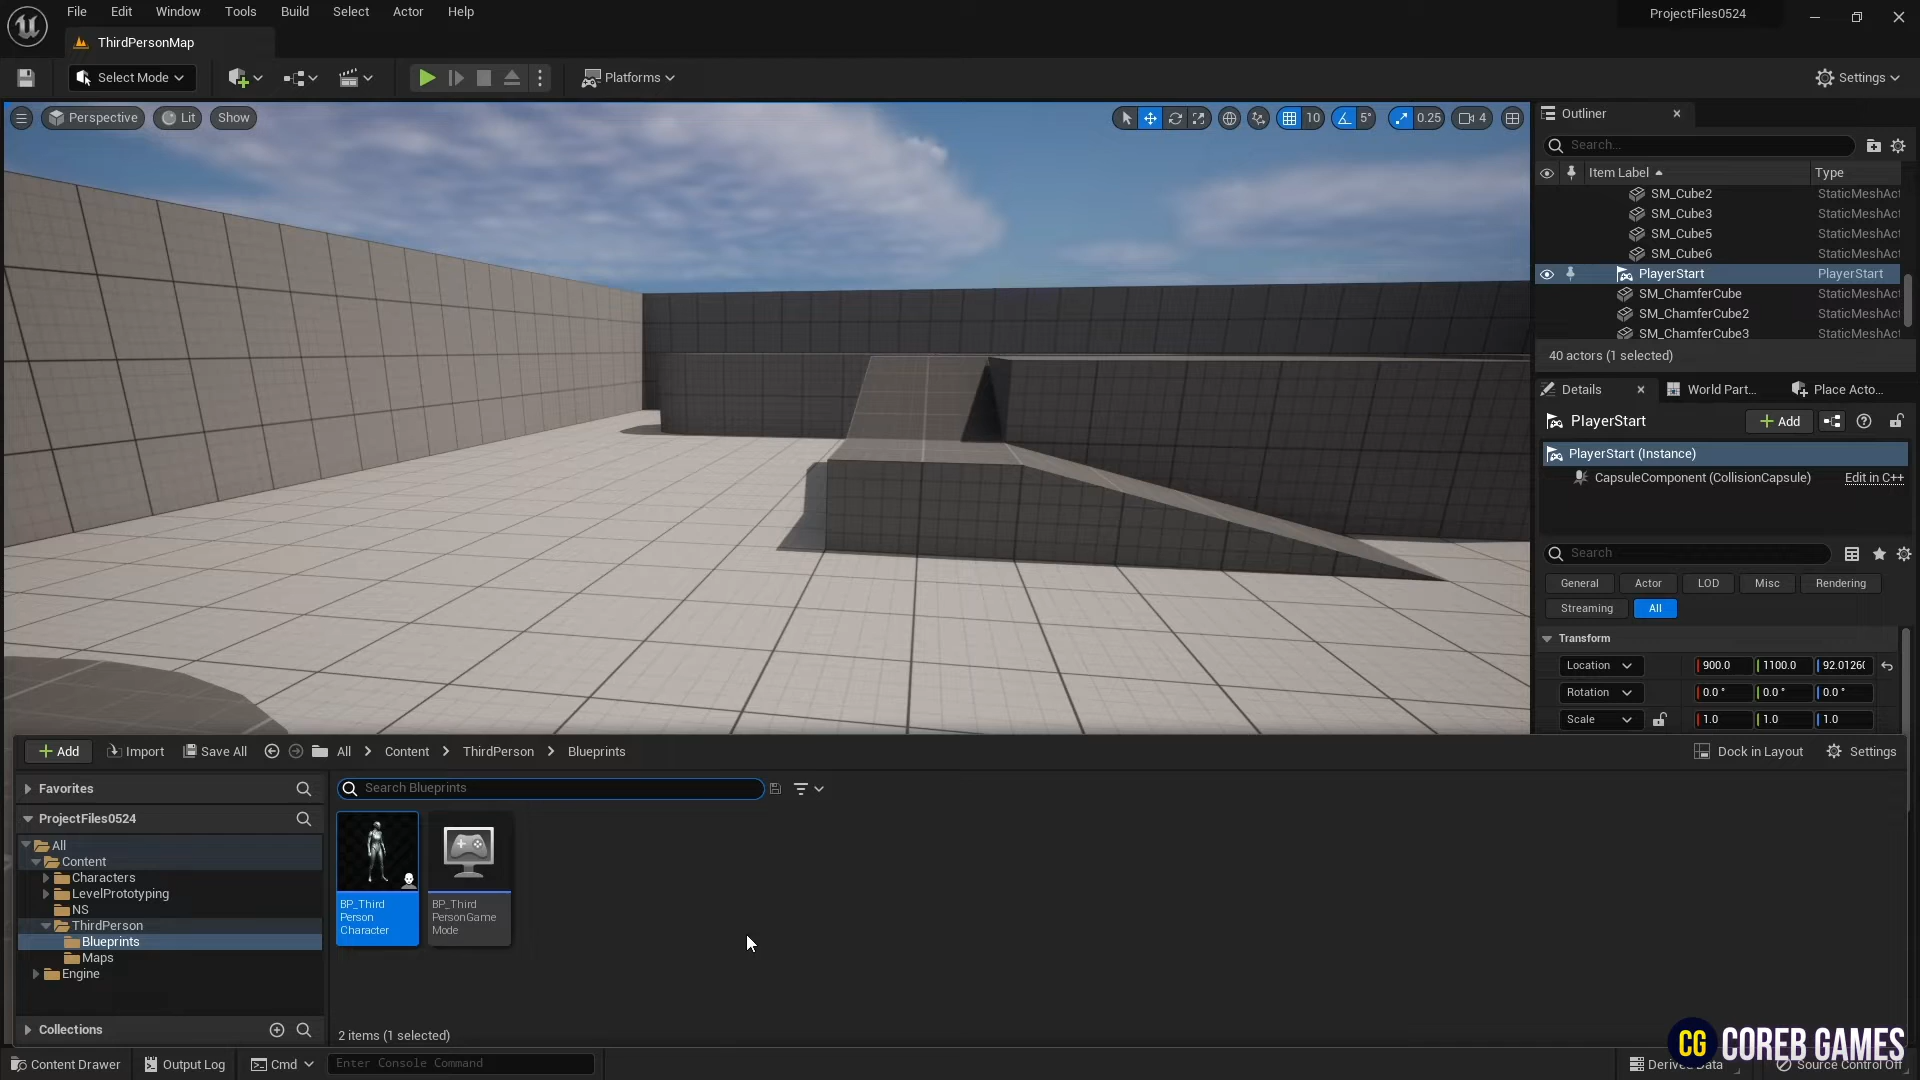 File Edit Window Tools Build Select Actor Help
ProjectFiles0524
ThirdPersonMap
Select Mode
Platforms
Settings
Perspective Lit Show
10 5° 0.25 4
Outliner
Search...
Item Label Type
SM_Cube2 StaticMeshAct
SM_Cube3 StaticMeshAct
SM_Cube5 StaticMeshAct
SM_Cube6 StaticMeshAct
PlayerStart PlayerStart
SM_ChamferCube StaticMeshAct
SM_ChamferCube2 StaticMeshAct
SM_ChamferCube3 StaticMeshAct
40 actors (1 selected)
Details World Part... Place Acto...
PlayerStart Add
PlayerStart (Instance)
CapsuleComponent (CollisionCapsule) Edit in C++
Search
General Actor LOD Misc Rendering
Streaming All
Transform
Location 900.0 1100.0 92.01260
Rotation 0.0 ° 0.0 ° 0.0 °
Scale 1.0 1.0 1.0
Add Import Save All All Content ThirdPerson Blueprints Dock in Layout Settings
Favorites
Search Blueprints
ProjectFiles0524
All
Content
Characters
LevelPrototyping
NS
ThirdPerson
Blueprints
Maps
Engine
BP_Third
Person
Character
BP_Third
PersonGame
Mode
Collections
2 items (1 selected)
CG COREB GAMES
Content Drawer Output Log Cmd Enter Console Command Derived Data Source Control Off